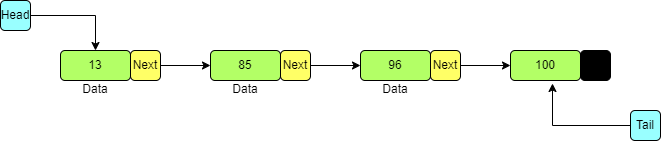 Head
13 Next 85 Next 96 Next 100
Data Data Data
Tail